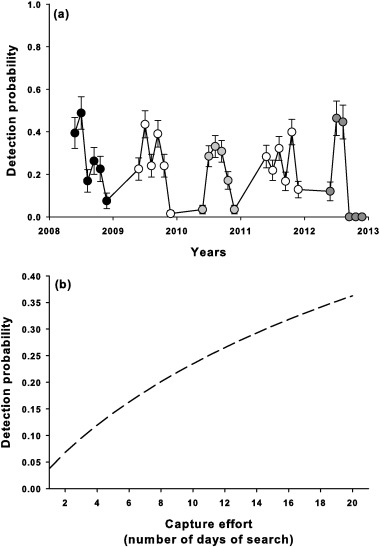 (a)
Detection probability
1.0
0.8
0.6
0.4
0.2
0.0
2008 2009 2010 2011 2012 2013
Years
(b)
Detection probability
0.40
0.35
0.30
0.25
0.20
0.15
0.10
0.05
0.00
2 4 6 8 10 12 14 16 18 20
Capture effort
(number of days of search)